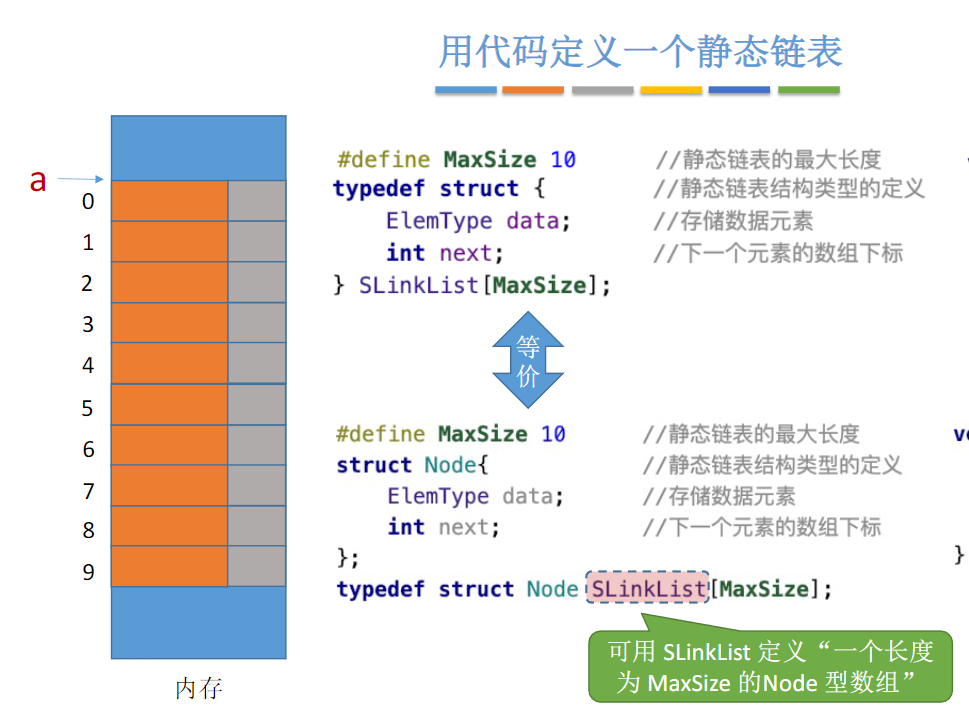 用代码定义一个静态链表
a
0
1
2
3
4
5
6
7
8
9
内存
#define MaxSize 10 //静态链表的最大长度
typedef struct { //静态链表结构类型的定义
ElemType data; //存储数据元素
int next; //下一个元素的数组下标
} SLinkList[MaxSize];
等
价
#define MaxSize 10 //静态链表的最大长度
struct Node{ //静态链表结构类型的定义
ElemType data; //存储数据元素
int next; //下一个元素的数组下标
};
typedef struct Node SLinkList[MaxSize];
可用 SLinkList 定义“一个长度
为 MaxSize 的Node 型数组”
}